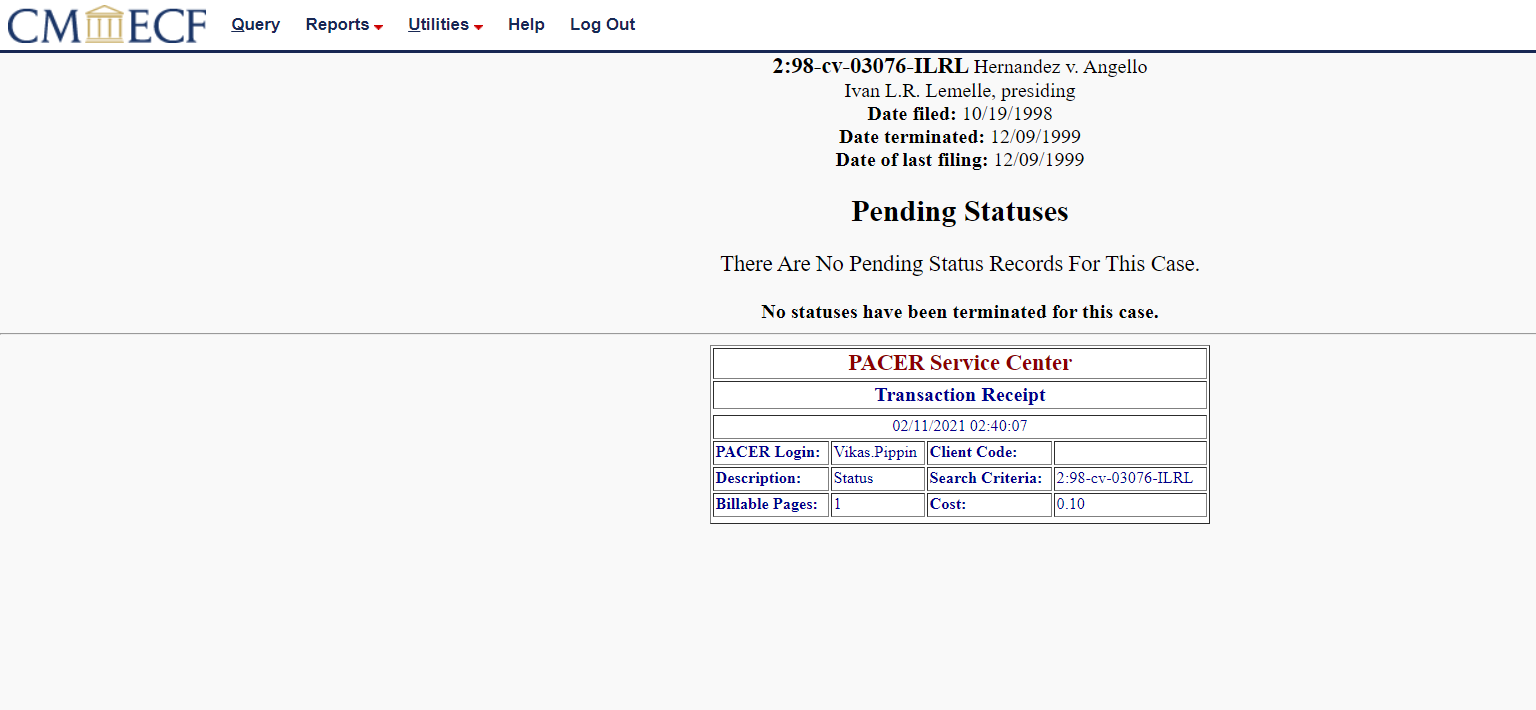 CM ECF Query Reports Utilities Help Log Out
2:98-cv-03076-ILRL Hernandez v. Angello
Ivan L.R. Lemelle, presiding
Date filed: 10/19/1998
Date terminated: 12/09/1999
Date of last filing: 12/09/1999
Pending Statuses
There Are No Pending Status Records For This Case.
No statuses have been terminated for this case.
PACER Service Center
Transaction Receipt
02/11/2021 02:40:07
PACER Login: Vikas.Pippin Client Code:
Description: Status Search Criteria: 2:98-cv-03076-ILRL
Billable Pages: 1 Cost: 0.10